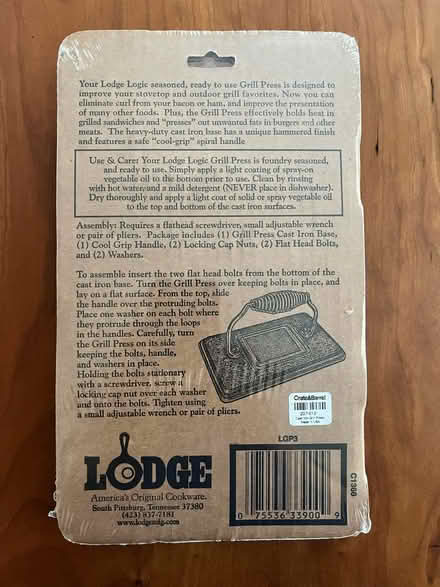 Your Lodge Logic seasoned, ready to use Grill Press is designed to
improve your stovetop and outdoor grill favorites. Now you can
eliminate curl from your bacon or ham, and improve the presentation
of many other foods. Plus, the Grill Press effectively holds heat in
grilled sandwiches and "presses" out unwanted fats in burgers and other
meats. The heavy-duty cast iron base has a unique hammered finish
and features a safe "cool-grip" spiral handle
Use & Care: Your Lodge Logic Grill Press is foundry seasoned,
and ready to use. Simply apply a light coating of spray-on
vegetable oil to the bottom prior to use. Clean by rinsing
with hot water and a mild detergent (NEVER place in dishwasher).
Dry thoroughly and apply a light coat of solid or spray vegetable oil
to the top and bottom of the cast iron surfaces.
Assembly: Requires a flathead screwdriver, small adjustable wrench
or pair of pliers. Package includes (1) Grill Press Cast Iron Base,
(1) Cool Grip Handle, (2) Locking Cap Nuts, (2) Flat Head Bolts,
and (2) Washers.
To assemble insert the two flat head bolts from the bottom of the
cast iron base. Turn the Grill Press over keeping bolts in place, and
lay on a flat surface. From the top, slide
the handle over the protruding bolts.
Place one washer on each bolt where
they protrude through the loops
in the handles. Carefully, turn
the Grill Press on its side
keeping the bolts, handle,
and washers in place.
Holding the bolts stationary
with a screwdriver, screw a
locking cap nut over each washer
and onto the bolts. Tighten using
a small adjustable wrench or pair of pliers.
Crate&Barrel
LODGE
America's Original Cookware.
South Pittsburg, Tennessee 37380
(423) 837-7181
www.lodgemfg.com
LGP3
0 75536 33900 9
C1366